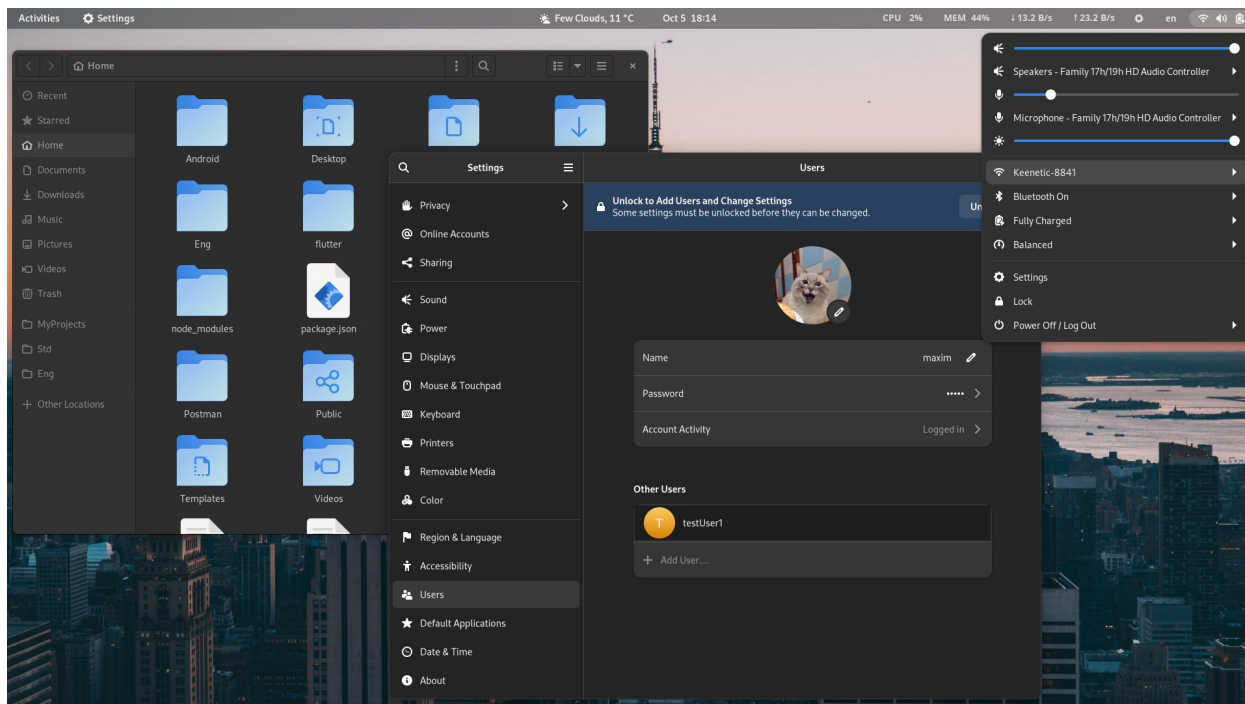 Activities
Settings
Few Clouds, 11 °C
Oct 5 18:14
CPU 2%
MEM 44%
↓13.2 B/s
↑23.2 B/s
en
Home
Recent
Starred
Home
Documents
Downloads
Music
Pictures
Videos
Trash
MyProjects
Std
Eng
+ Other Locations
Android
Desktop
Eng
flutter
node_modules
package.json
Postman
Public
Templates
Videos
Settings
Privacy
Online Accounts
Sharing
Sound
Power
Displays
Mouse & Touchpad
Keyboard
Printers
Removable Media
Color
Region & Language
Accessibility
Users
Default Applications
Date & Time
About
Users
Unlock to Add Users and Change Settings
Some settings must be unlocked before they can be changed.
Un
Name
maxim
Password
•••••
Account Activity
Logged in
Other Users
T
testUser1
+ Add User...
Speakers - Family 17h/19h HD Audio Controller
Microphone - Family 17h/19h HD Audio Controller
Keenetic-8841
Bluetooth On
Fully Charged
Balanced
Settings
Lock
Power Off / Log Out